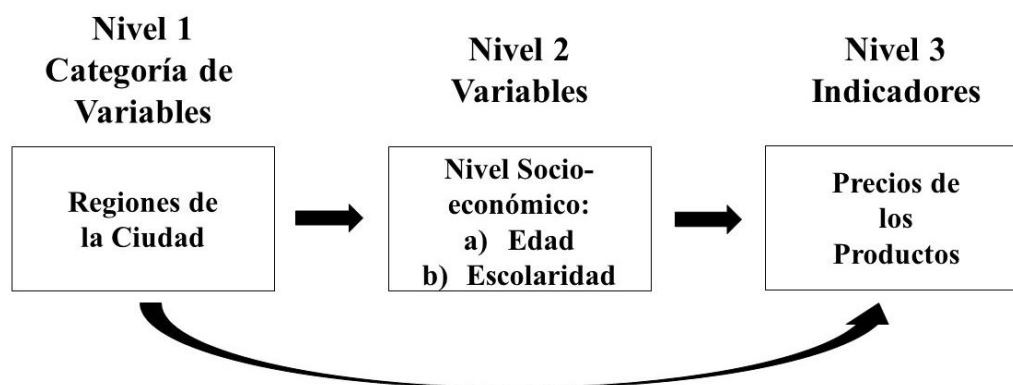 Nivel 1
Categoría de
Variables
Nivel 2
Variables
Nivel 3
Indicadores
Regiones de
la Ciudad
Nivel Socio-
económico:
a) Edad
b) Escolaridad
Precios de
los
Productos